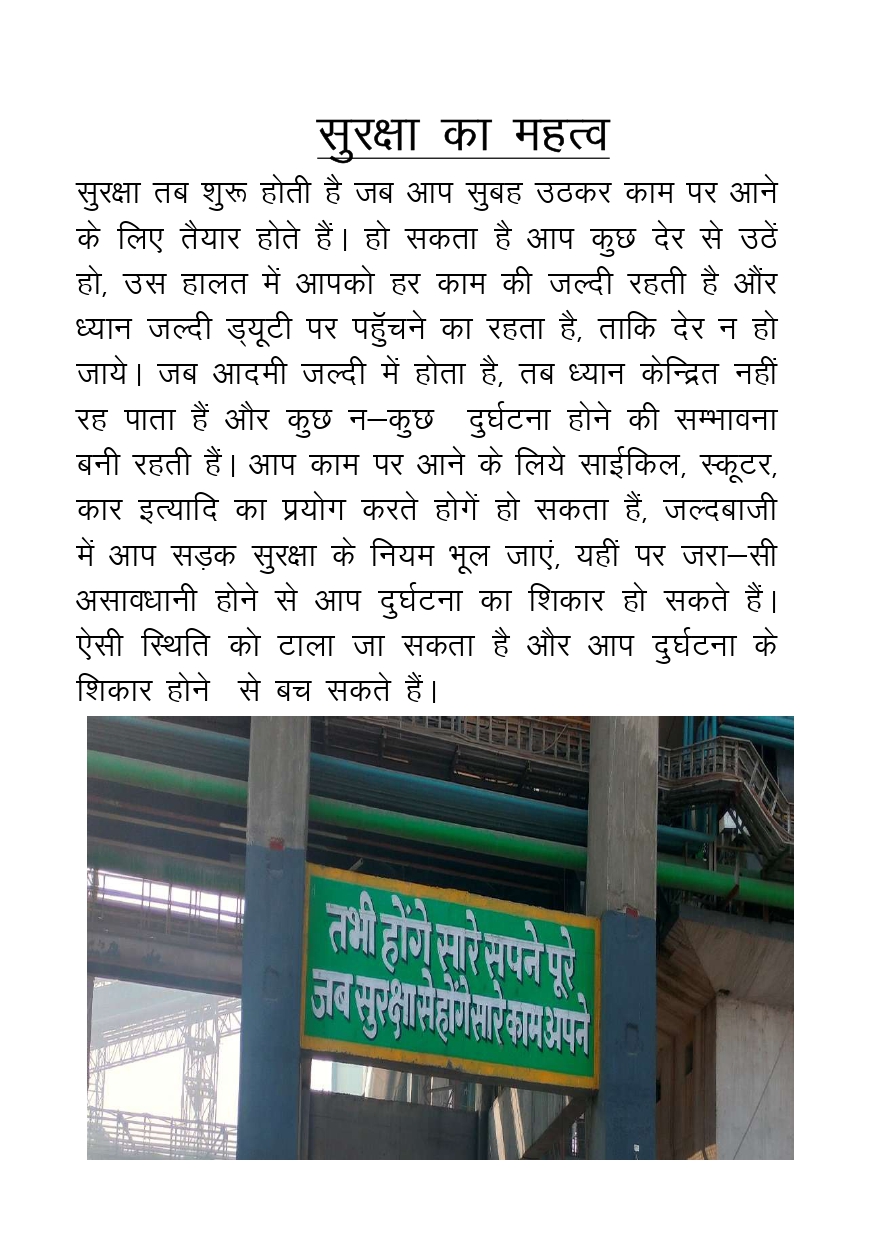 सुरक्षा का महत्व
सुरक्षा तब शुरू होती है जब आप सुबह उठकर काम पर आने
के लिए तैयार होते हैं। हो सकता है आप कुछ देर से उठें
हो, उस हालत में आपको हर काम की जल्दी रहती है औंर
ध्यान जल्दी ड्यूटी पर पहुॅचने का रहता है, ताकि देर न हो
जाये। जब आदमी जल्दी में होता है, तब ध्यान केन्द्रित नहीं
रह पाता हैं और कुछ न–कुछ दुर्घटना होने की सम्भावना
बनी रहती हैं। आप काम पर आने के लिये साईकिल, स्कूटर,
कार इत्यादि का प्रयोग करते होगें हो सकता हैं, जल्दबाजी
में आप सड़क सुरक्षा के नियम भूल जाएं, यहीं पर जरा–सी
असावधानी होने से आप दुर्घटना का शिकार हो सकते हैं।
ऐसी स्थिति को टाला जा सकता है और आप दुर्घटना के
शिकार होने से बच सकते हैं।
तभी होंगे सारे सपने पूरे
जब सुरक्षा से होंगे सारे काम अपने